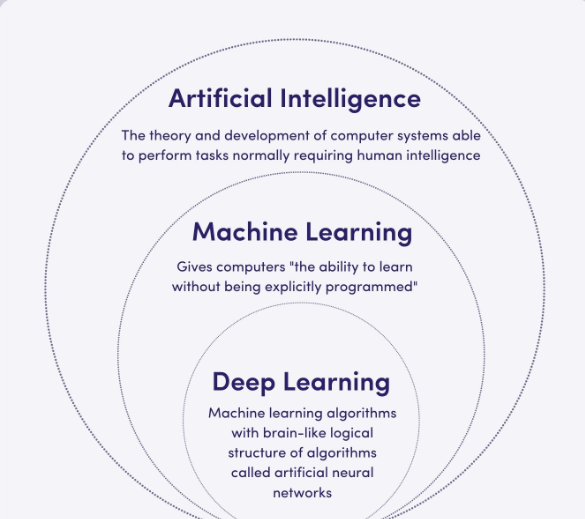 Artificial Intelligence
The theory and development of computer systems able
to perform tasks normally requiring human intelligence
Machine Learning
Gives computers "the ability to learn
without being explicitly programmed"
Deep Learning
Machine learning algorithms
with brain-like logical
structure of algorithms
called artificial neural
networks